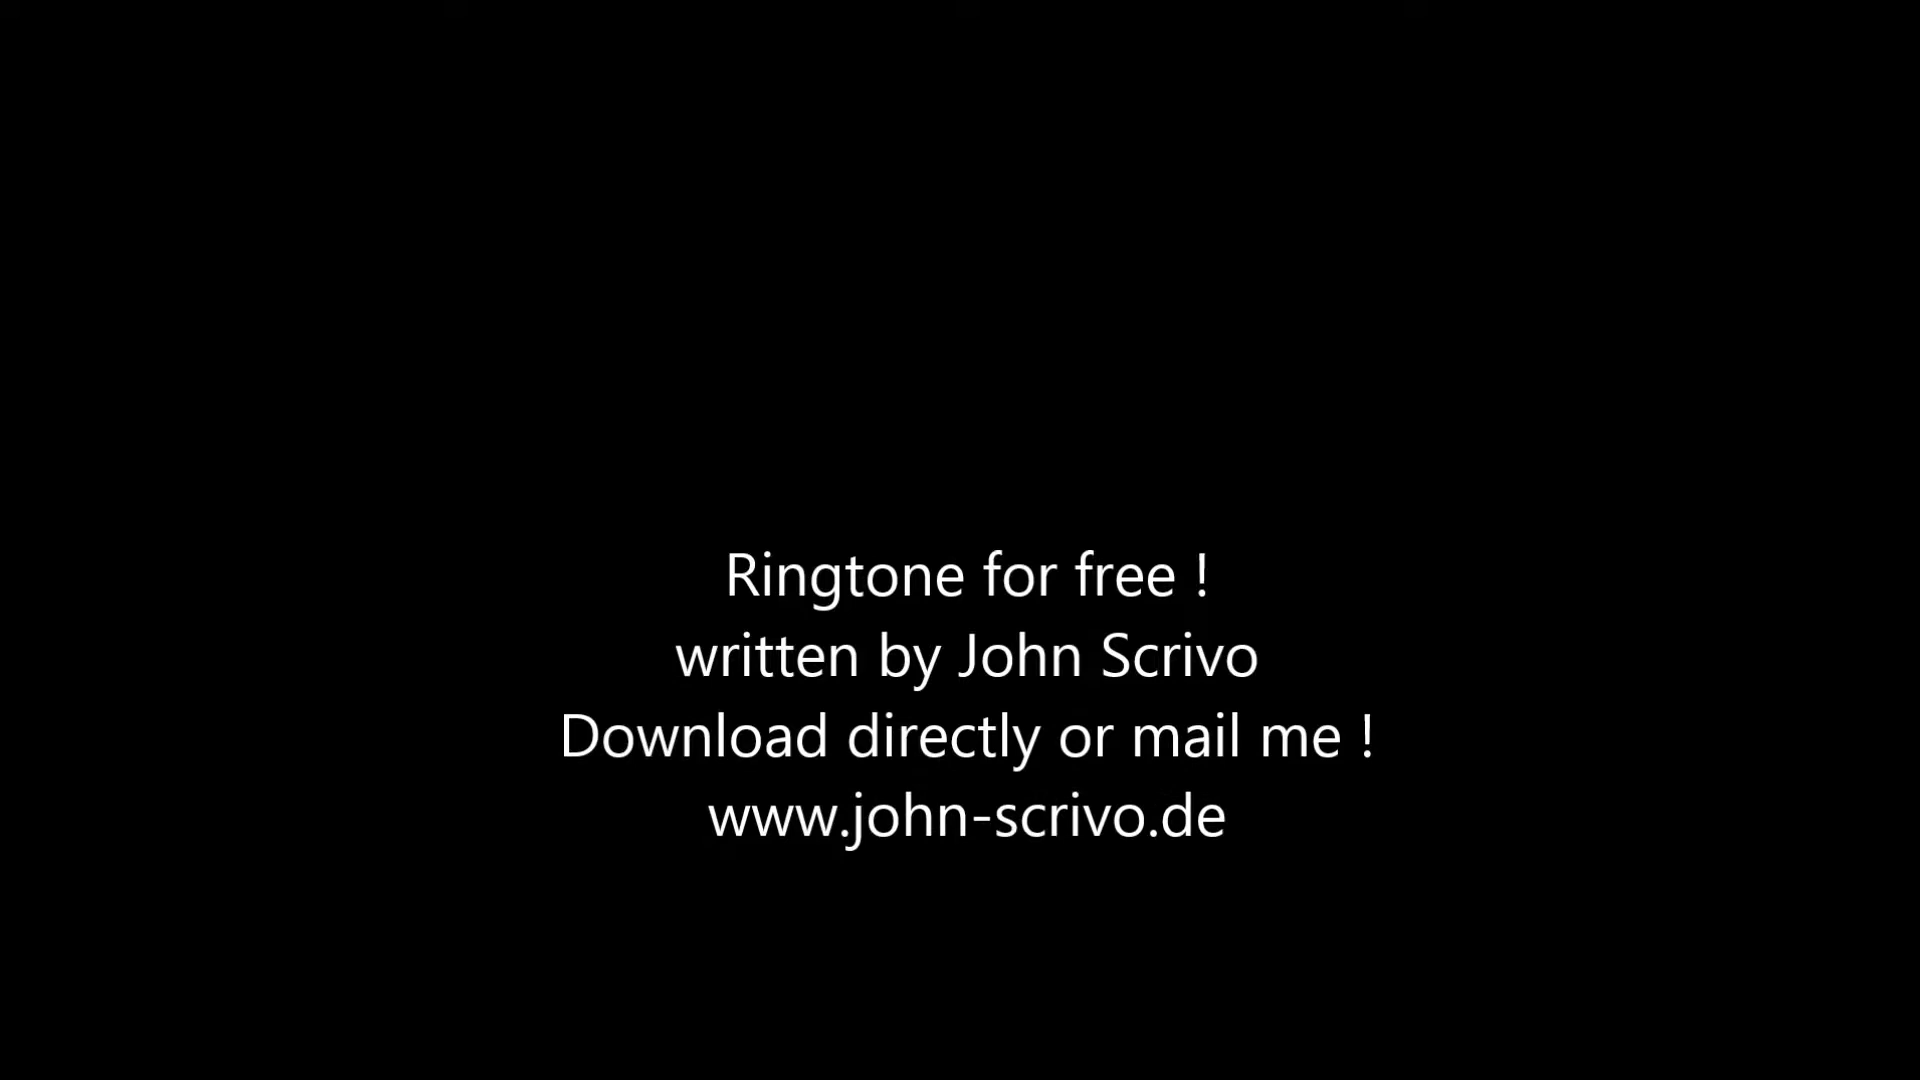 Ringtone for free !
written by John Scrivo
Download directly or mail me !
www.john-scrivo.de